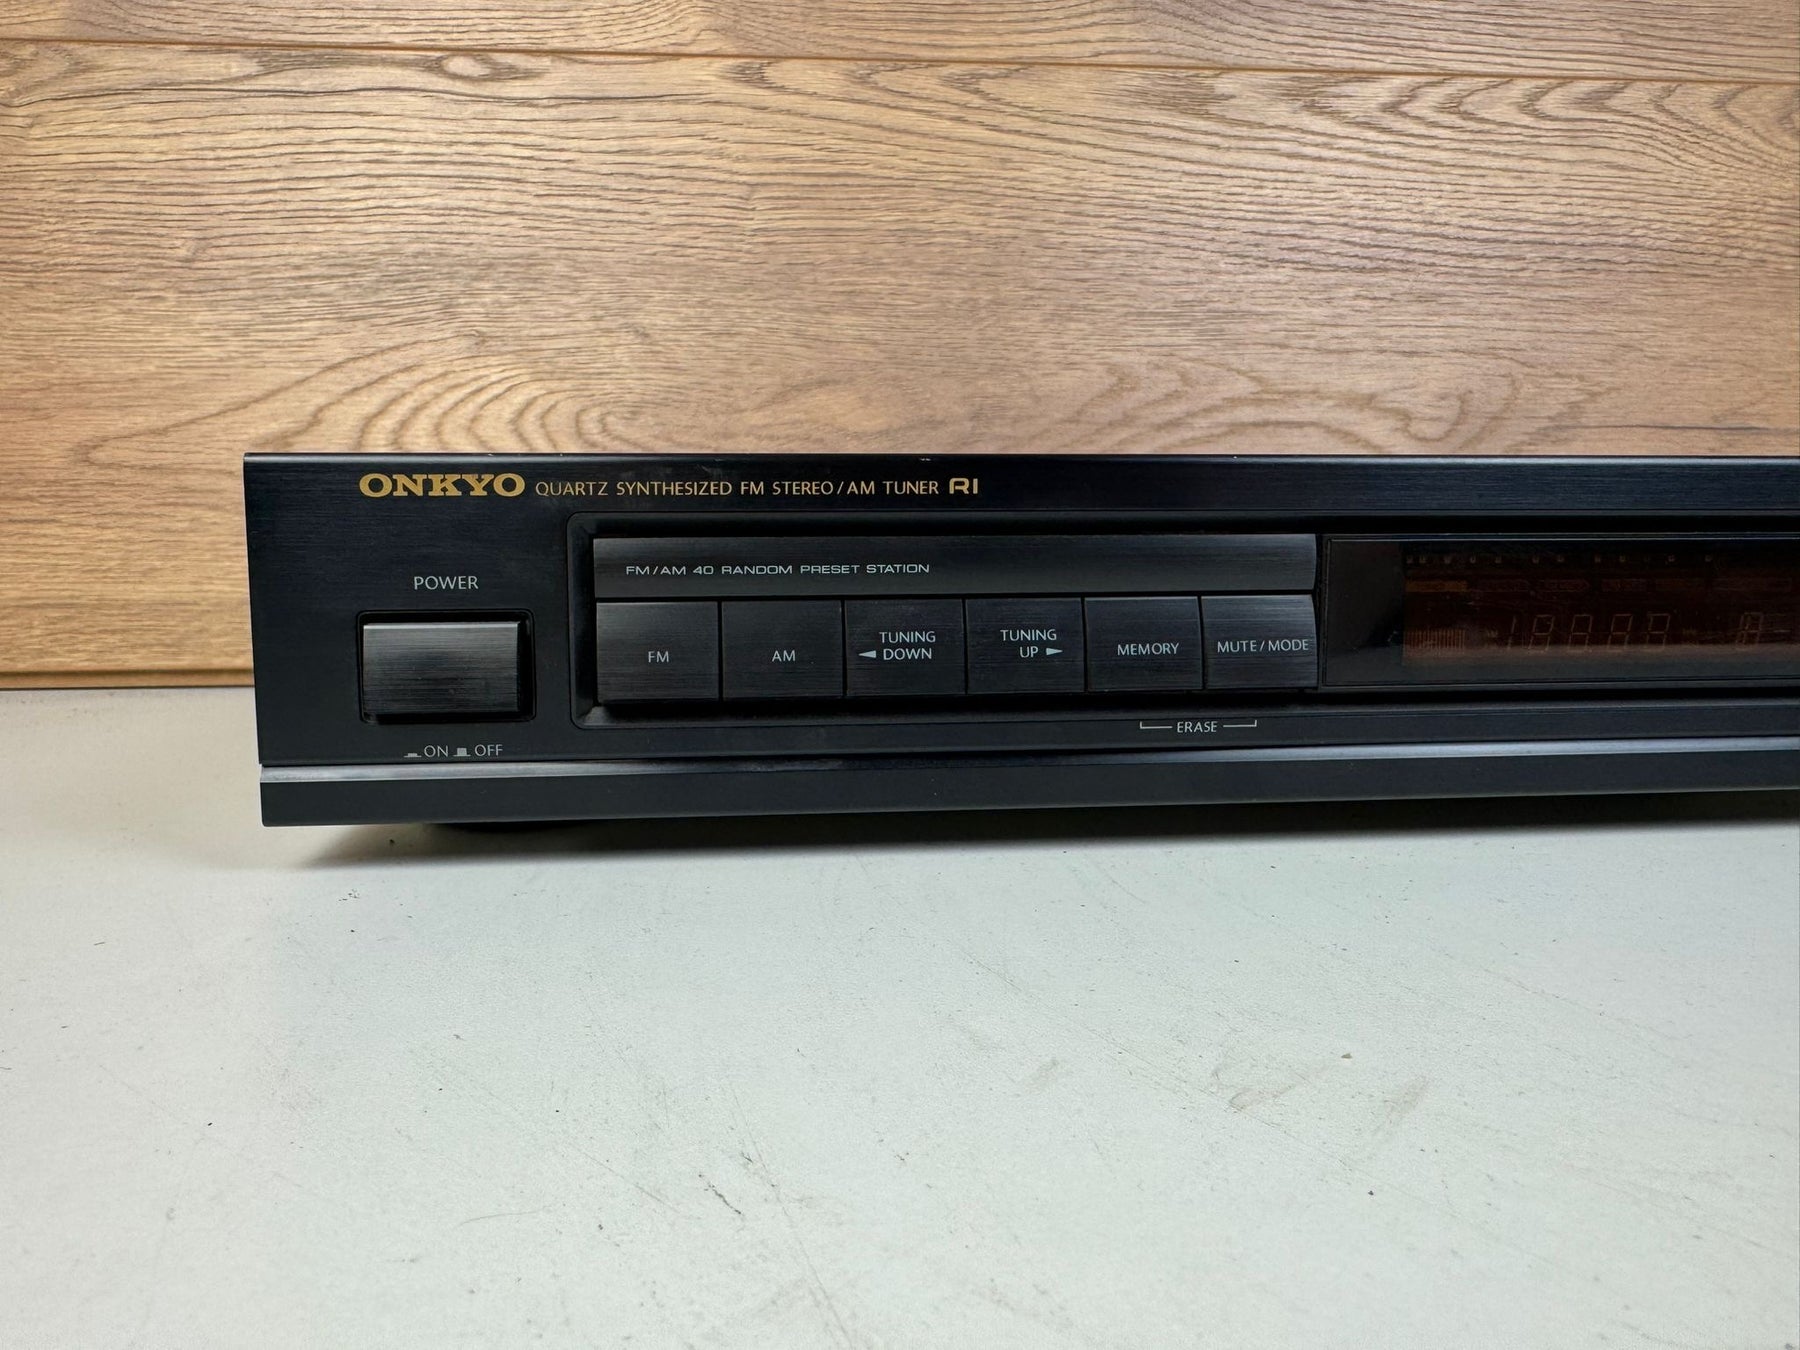 ONKYO QUARTZ SYNTHESIZED FM STEREO/AM TUNER RI
POWER
ON OFF
FM/AM 40 RANDOM PRESET STATION
FM
AM
TUNING
DOWN
TUNING
UP
MEMORY
MUTE/MODE
ERASE